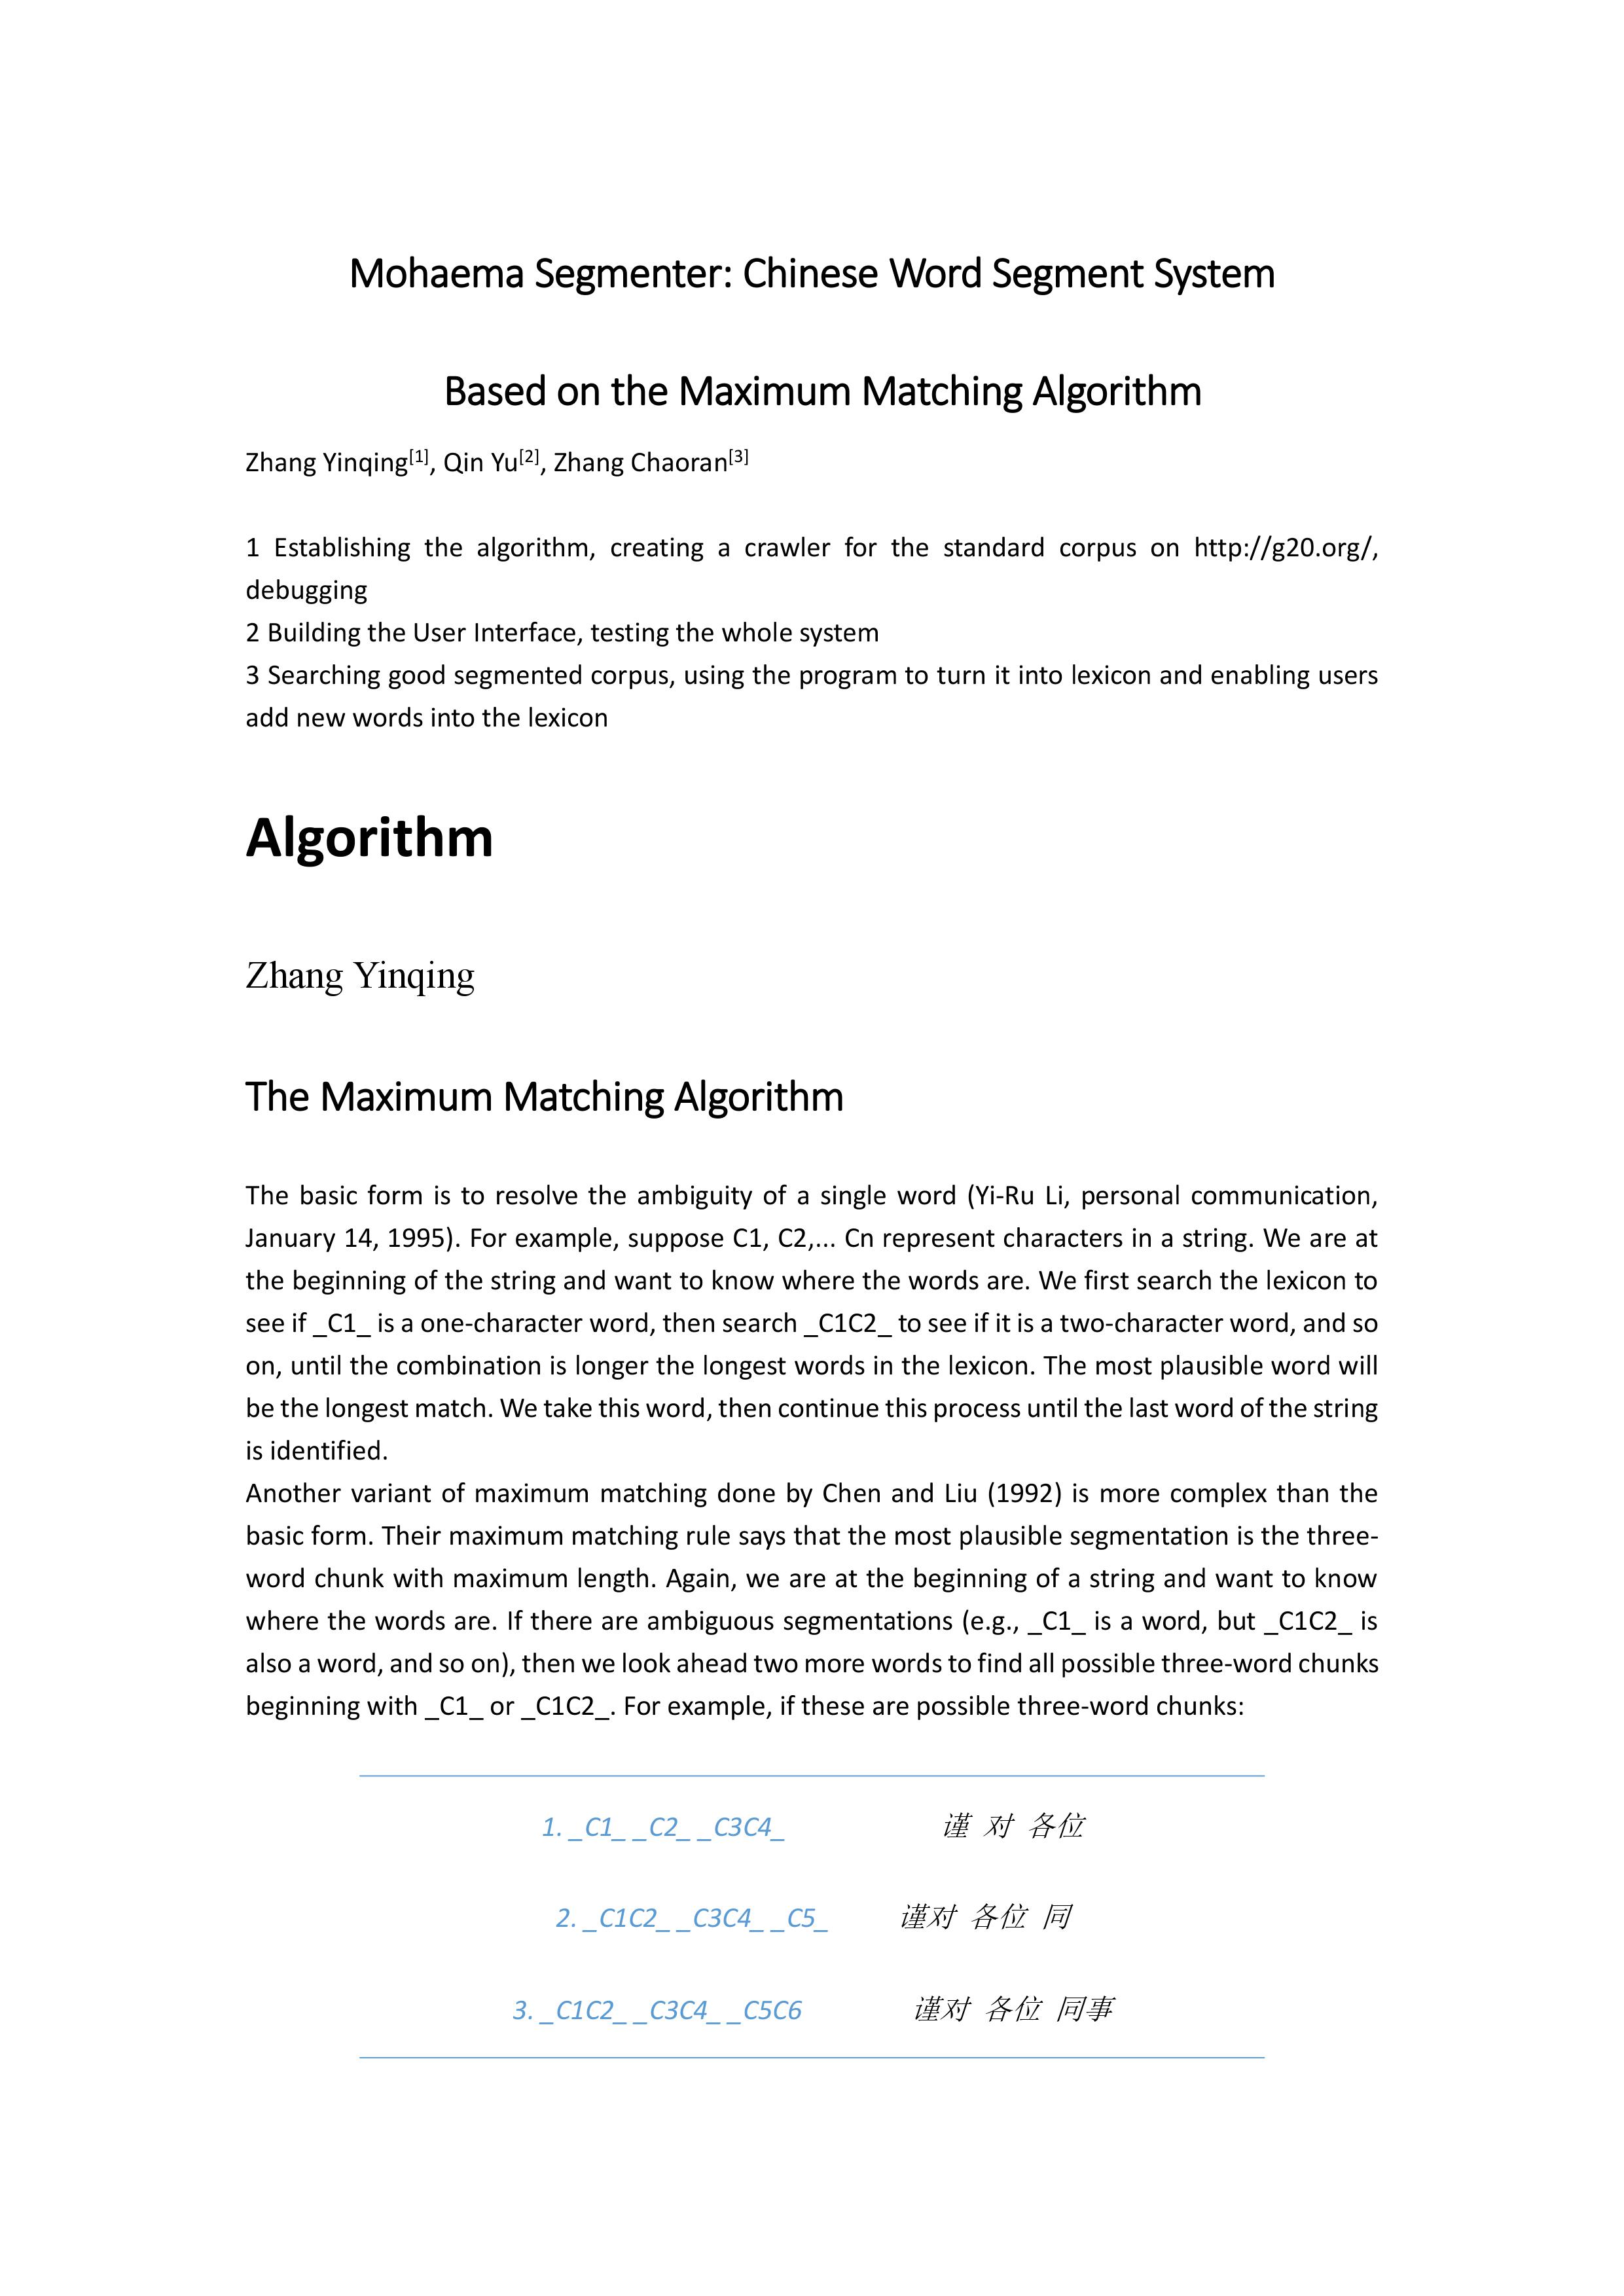 Mohaema Segmenter: Chinese Word Segment System
Based on the Maximum Matching Algorithm
Zhang Yinqing[1], Qin Yu[2], Zhang Chaoran[3]
1 Establishing the algorithm, creating a crawler for the standard corpus on http://g20.org/,
debugging
2 Building the User Interface, testing the whole system
3 Searching good segmented corpus, using the program to turn it into lexicon and enabling users
add new words into the lexicon
Algorithm
Zhang Yinqing
The Maximum Matching Algorithm
The basic form is to resolve the ambiguity of a single word (Yi-Ru Li, personal communication,
January 14, 1995). For example, suppose C1, C2,... Cn represent characters in a string. We are at
the beginning of the string and want to know where the words are. We first search the lexicon to
see if _C1_ is a one-character word, then search _C1C2_ to see if it is a two-character word, and so
on, until the combination is longer the longest words in the lexicon. The most plausible word will
be the longest match. We take this word, then continue this process until the last word of the string
is identified.
Another variant of maximum matching done by Chen and Liu (1992) is more complex than the
basic form. Their maximum matching rule says that the most plausible segmentation is the three-
word chunk with maximum length. Again, we are at the beginning of a string and want to know
where the words are. If there are ambiguous segmentations (e.g., _C1_ is a word, but _C1C2_ is
also a word, and so on), then we look ahead two more words to find all possible three-word chunks
beginning with _C1_ or _C1C2_. For example, if these are possible three-word chunks:
1. _C1_ _C2_ _C3C4_ 谨 对 各位
2. _C1C2_ _C3C4_ _C5_ 谨对 各位 同
3. _C1C2_ _C3C4_ _C5C6 谨对 各位 同事